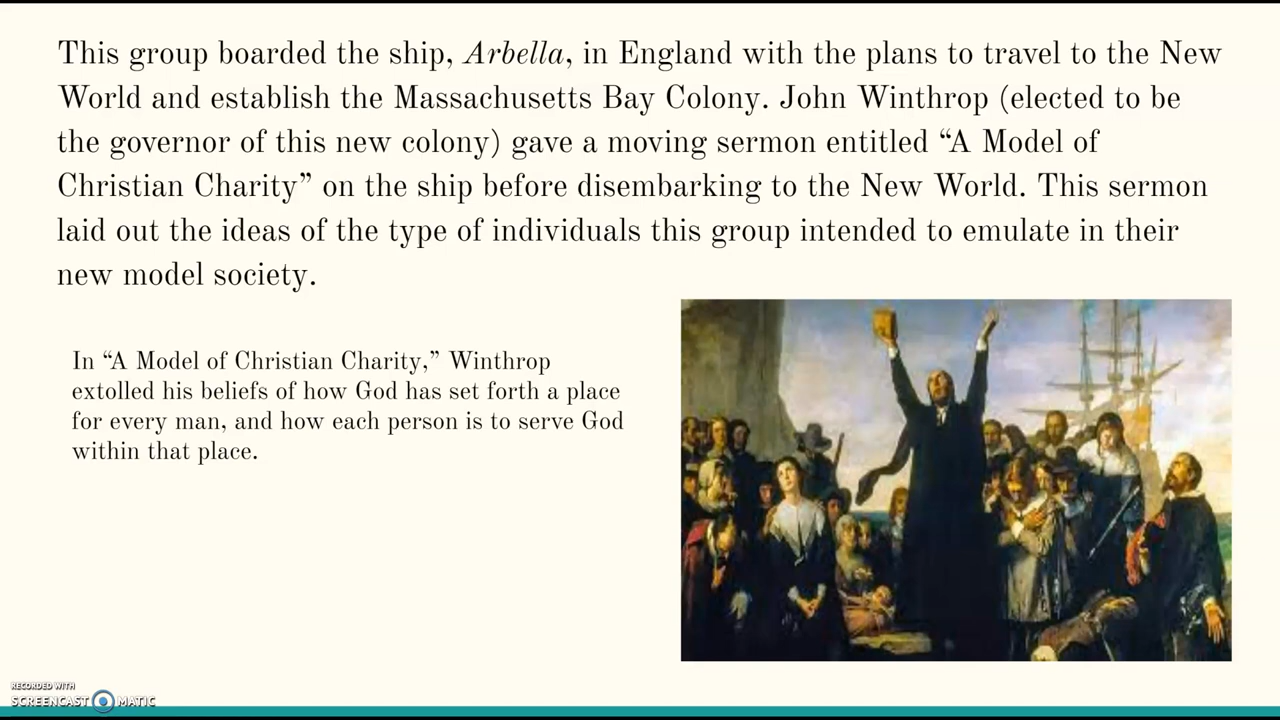 This group boarded the ship, Arbella, in England with the plans to travel to the New
World and establish the Massachusetts Bay Colony. John Winthrop (elected to be
the governor of this new colony) gave a moving sermon entitled “A Model of
Christian Charity” on the ship before disembarking to the New World. This sermon
laid out the ideas of the type of individuals this group intended to emulate in their
new model society.
In “A Model of Christian Charity,” Winthrop
extolled his beliefs of how God has set forth a place
for every man, and how each person is to serve God
within that place.
RECORDED WITH
SCREENCAST MATIC